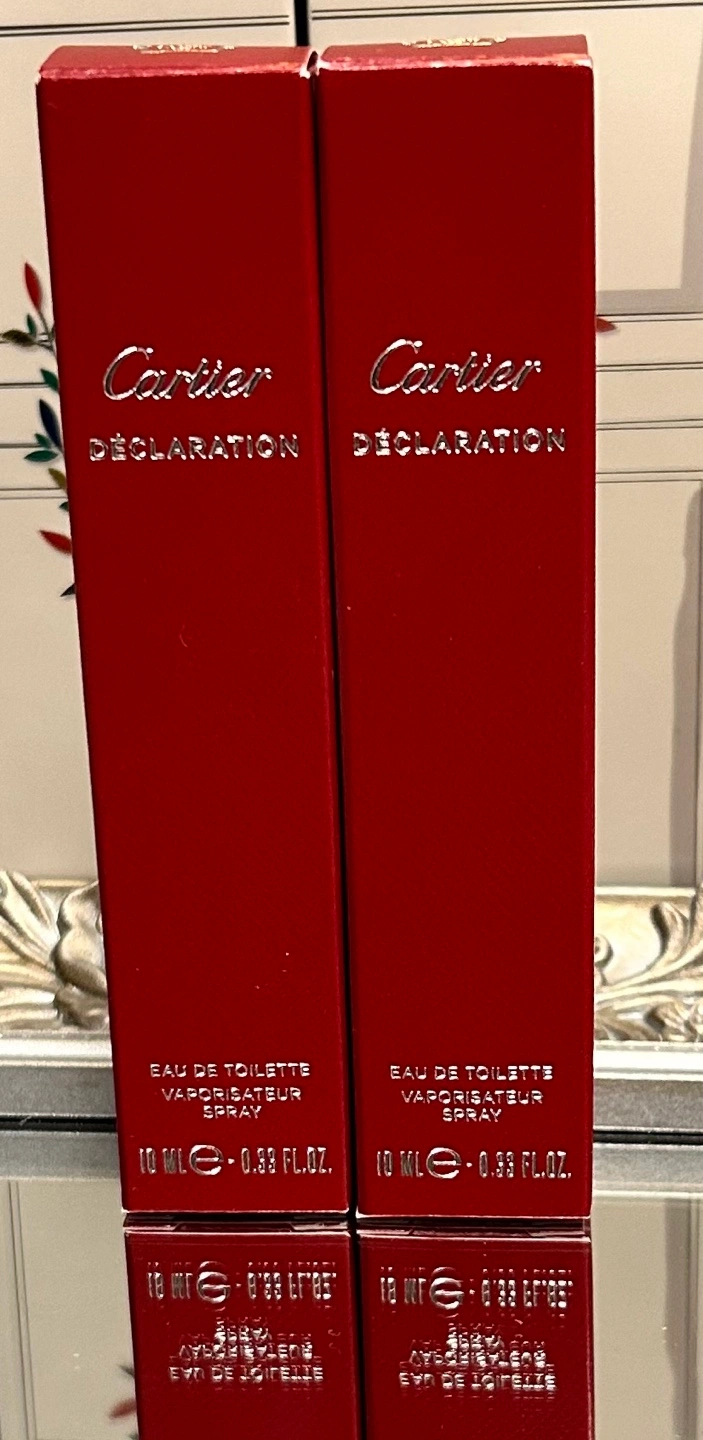 Cartier
DÉCLARATION
EAU DE TOILETTE
VAPORISATEUR
SPRAY
10 ML e - 0.33 FL.OZ.
Cartier
DÉCLARATION
EAU DE TOILETTE
VAPORISATEUR
SPRAY
10 ML e - 0.33 FL.OZ.